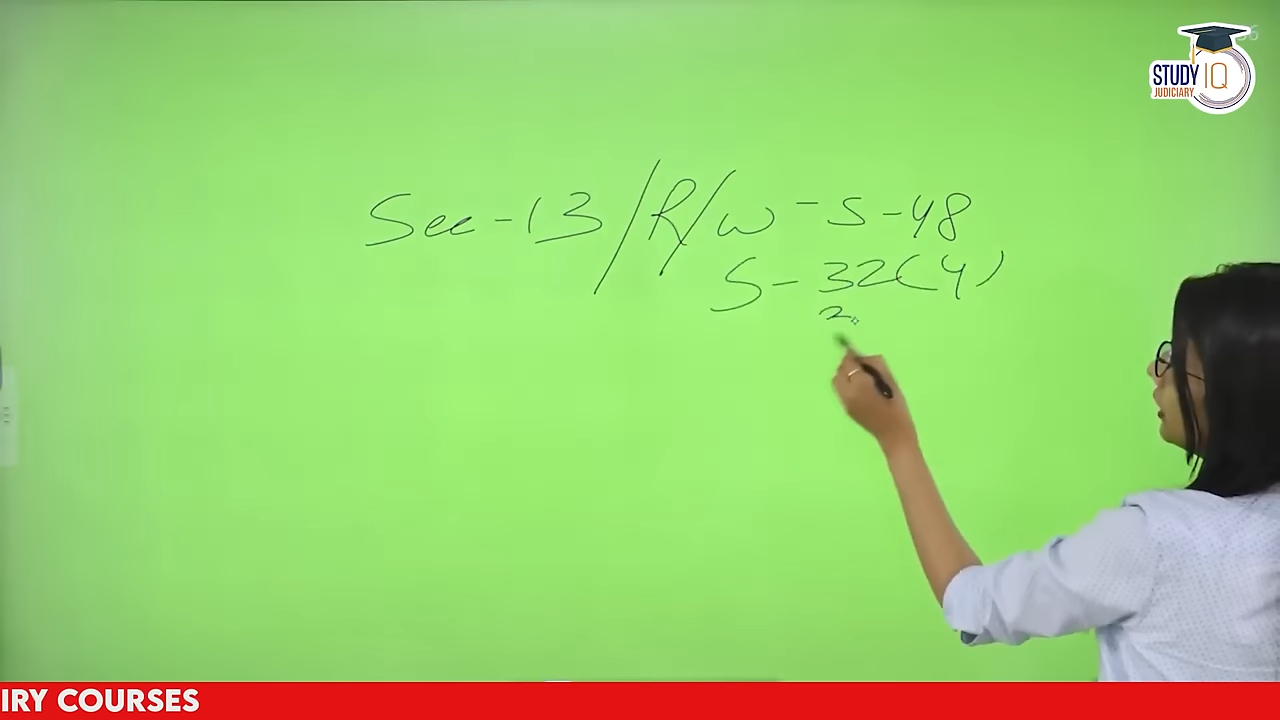 STUDY IQ
JUDICIARY
Sec-13/R/w-S-48
S-32(4)
IRY COURSES